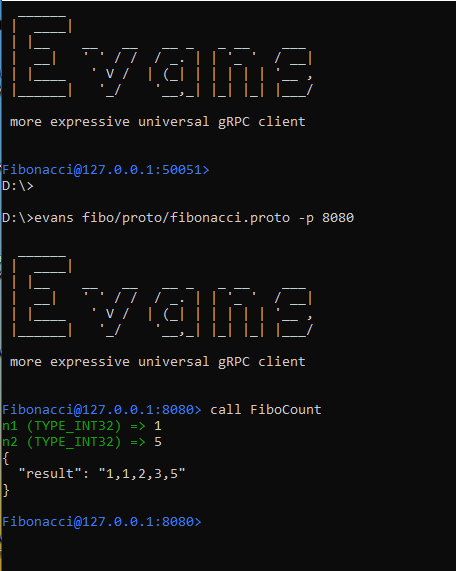 Evans
more expressive universal gRPC client
Fibonacci@127.0.0.1:50051>
D:\>
D:\>evans fibo/proto/fibonacci.proto -p 8080
Evans
more expressive universal gRPC client
Fibonacci@127.0.0.1:8080> call FiboCount
n1 (TYPE_INT32) => 1
n2 (TYPE_INT32) => 5
{
"result": "1,1,2,3,5"
}
Fibonacci@127.0.0.1:8080>